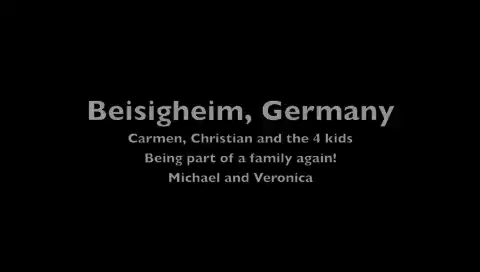 Beisigheim, Germany
Carmen, Christian and the 4 kids
Being part of a family again!
Michael and Veronica